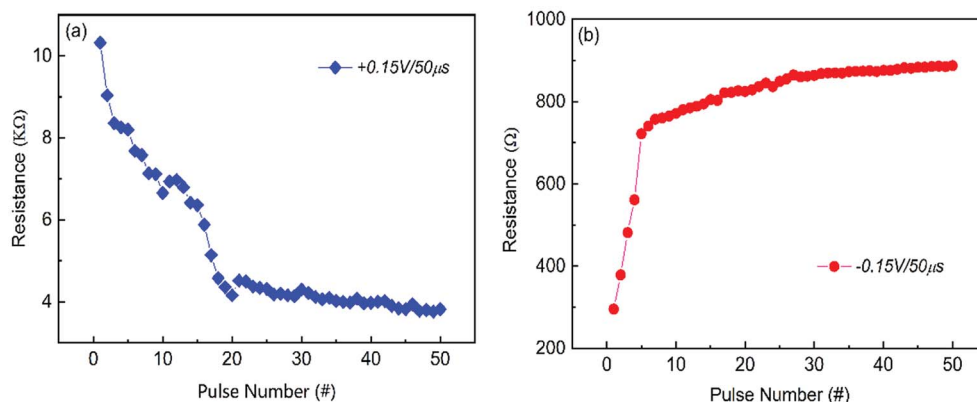 (a)
+0.15V/50μs
10
8
6
4
Resistance (KΩ)
0 10 20 30 40 50
Pulse Number (#)
(b)
-0.15V/50μs
1000
800
600
400
200
Resistance (Ω)
0 10 20 30 40 50
Pulse Number (#)